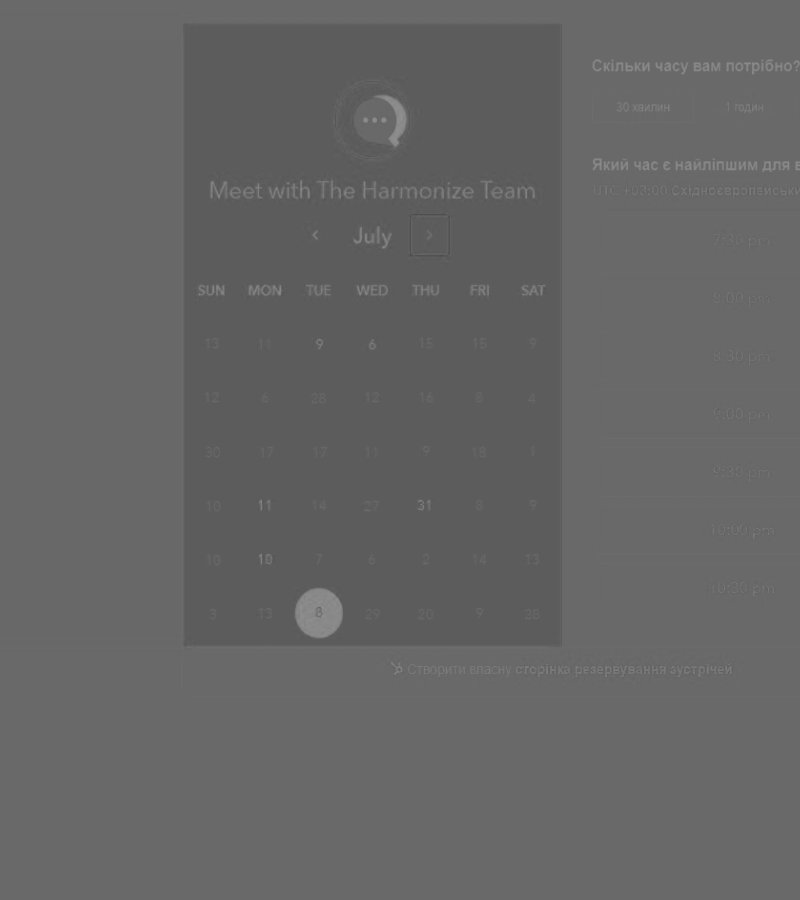 Meet with The Harmonize Team
July
SUN MON TUE WED THU FRI SAT
13 11 9 6 15 15 9
12 6 28 12 16 8 4
30 17 17 11 9 18 1
10 11 14 27 31 8 9
10 10 7 6 2 14 13
3 13 8 29 20 9 28
Скільки часу вам потрібно?
30 хвилин 1 годин
Який час є найліпшим для в
UTC +03:00 Східноєвропейськи
7:30 pm
8:00 pm
8:30 pm
9:00 pm
9:30 pm
10:00 pm
10:30 pm
Створити власну сторінка резервування зустрічей